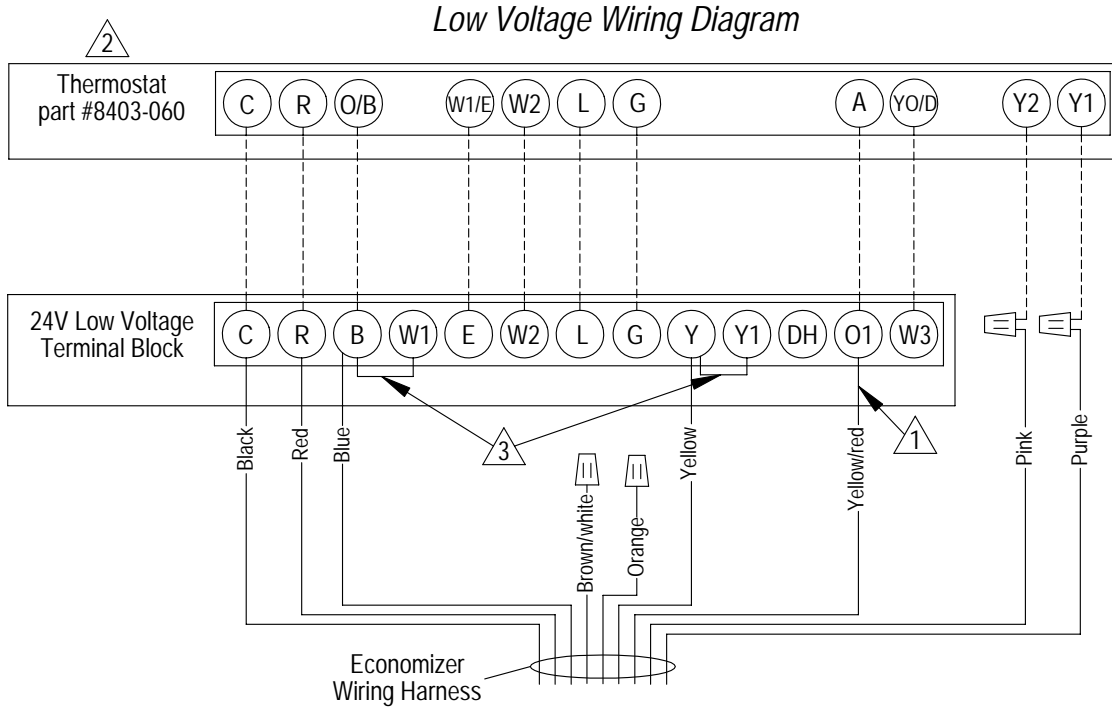 Low Voltage Wiring Diagram
2
Thermostat
part #8403-060
C R O/B W1/E W2 L G A YO/D Y2 Y1
24V Low Voltage
Terminal Block
C R B W1 E W2 L G Y Y1 DH O1 W3
3
1
Black
Red
Blue
Brown/white
Orange
Yellow
Yellow/red
Pink
Purple
Economizer
Wiring Harness